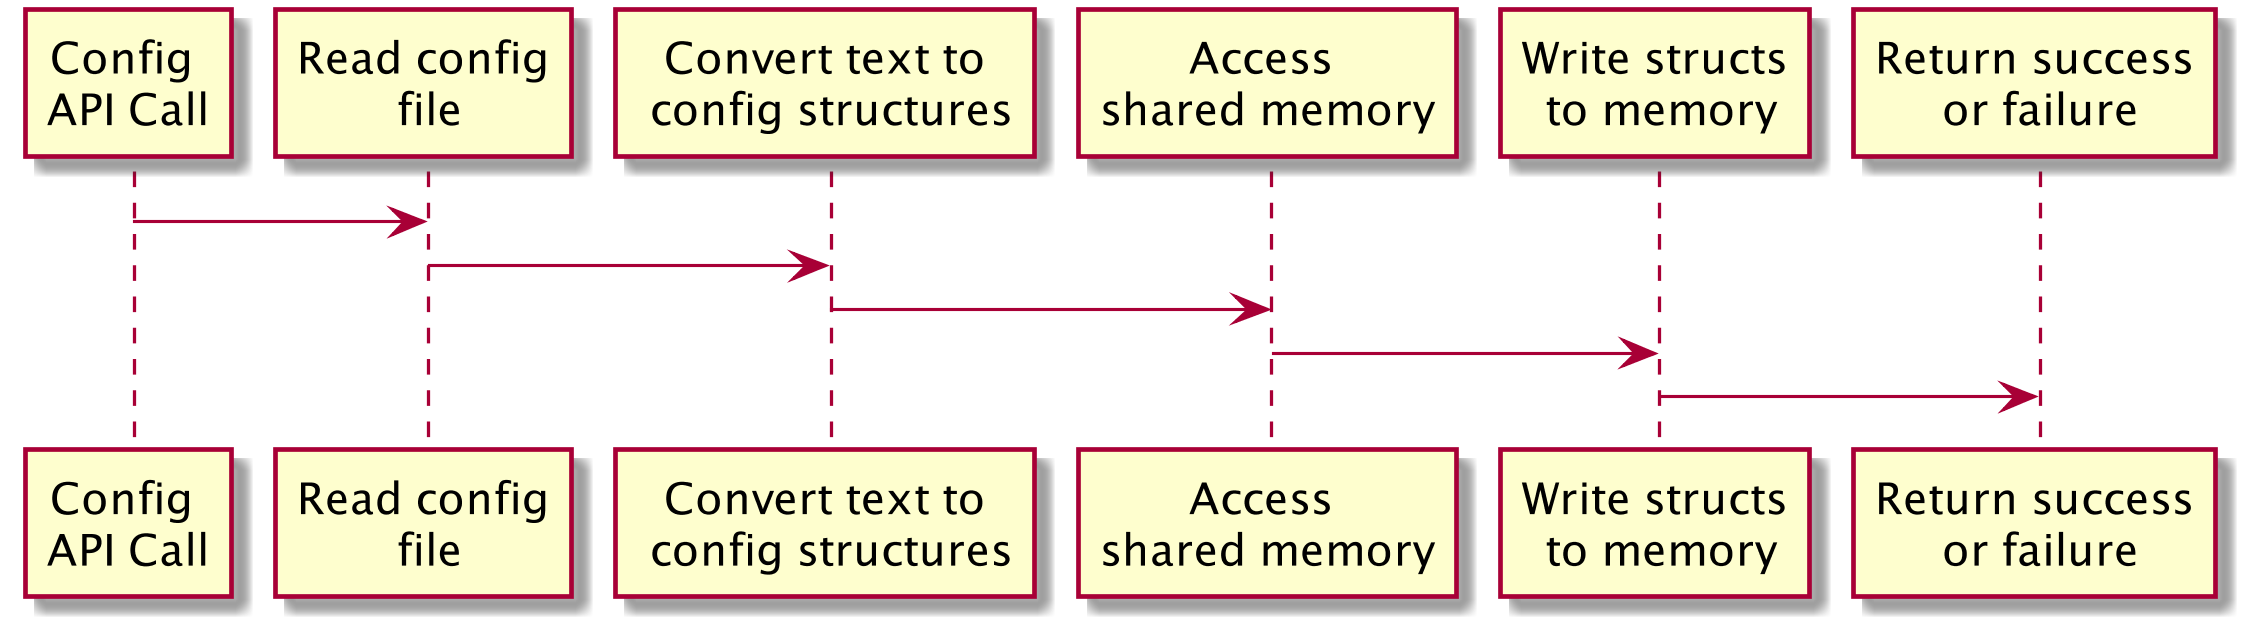 Config
API Call
Read config
file
Convert text to
config structures
Access
shared memory
Write structs
to memory
Return success
or failure
Config
API Call
Read config
file
Convert text to
config structures
Access
shared memory
Write structs
to memory
Return success
or failure